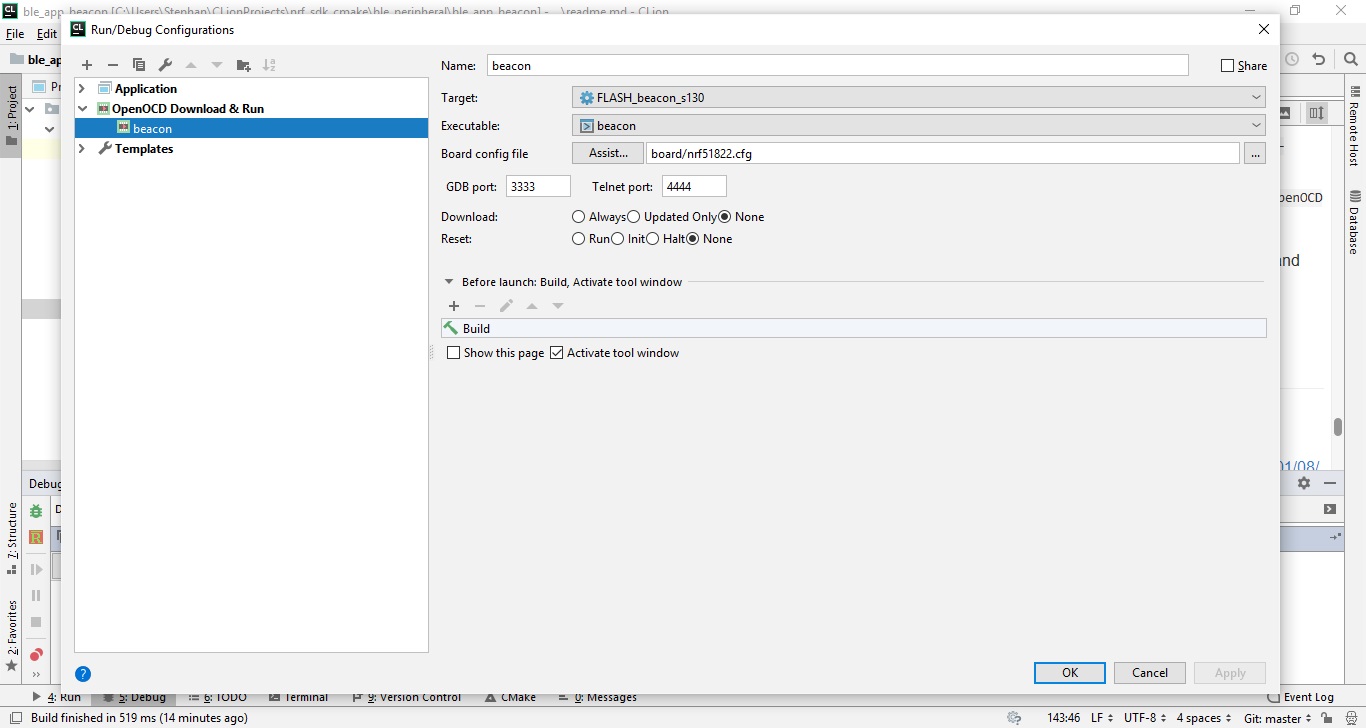 ble_app_beacon [C:\Users\Stephan\CLionProjects\nrf_sdk_cmake\ble_peripheral\ble_app_beacon] - ...\readme.md - CLion
File Edit
Run/Debug Configurations
ble_ap
1: Project
Pr
Application
OpenOCD Download & Run
beacon
Templates
Name: beacon Share
Target: FLASH_beacon_s130
Executable: beacon
Board config file Assist... board/nrf51822.cfg ...
GDB port: 3333 Telnet port: 4444
Download: Always Updated Only None
Reset: Run Init Halt None
Before launch: Build, Activate tool window
Build
Show this page Activate tool window
Remote Host
Database
penOCD
nd
01/08/
Debug
D
7: Structure
2: Favorites
? OK Cancel Apply
4: Run 5: Debug 6: TODO Terminal 9: Version Control CMake 0: Messages Event Log
Build finished in 519 ms (14 minutes ago) 143:46 LF UTF-8 4 spaces Git: master